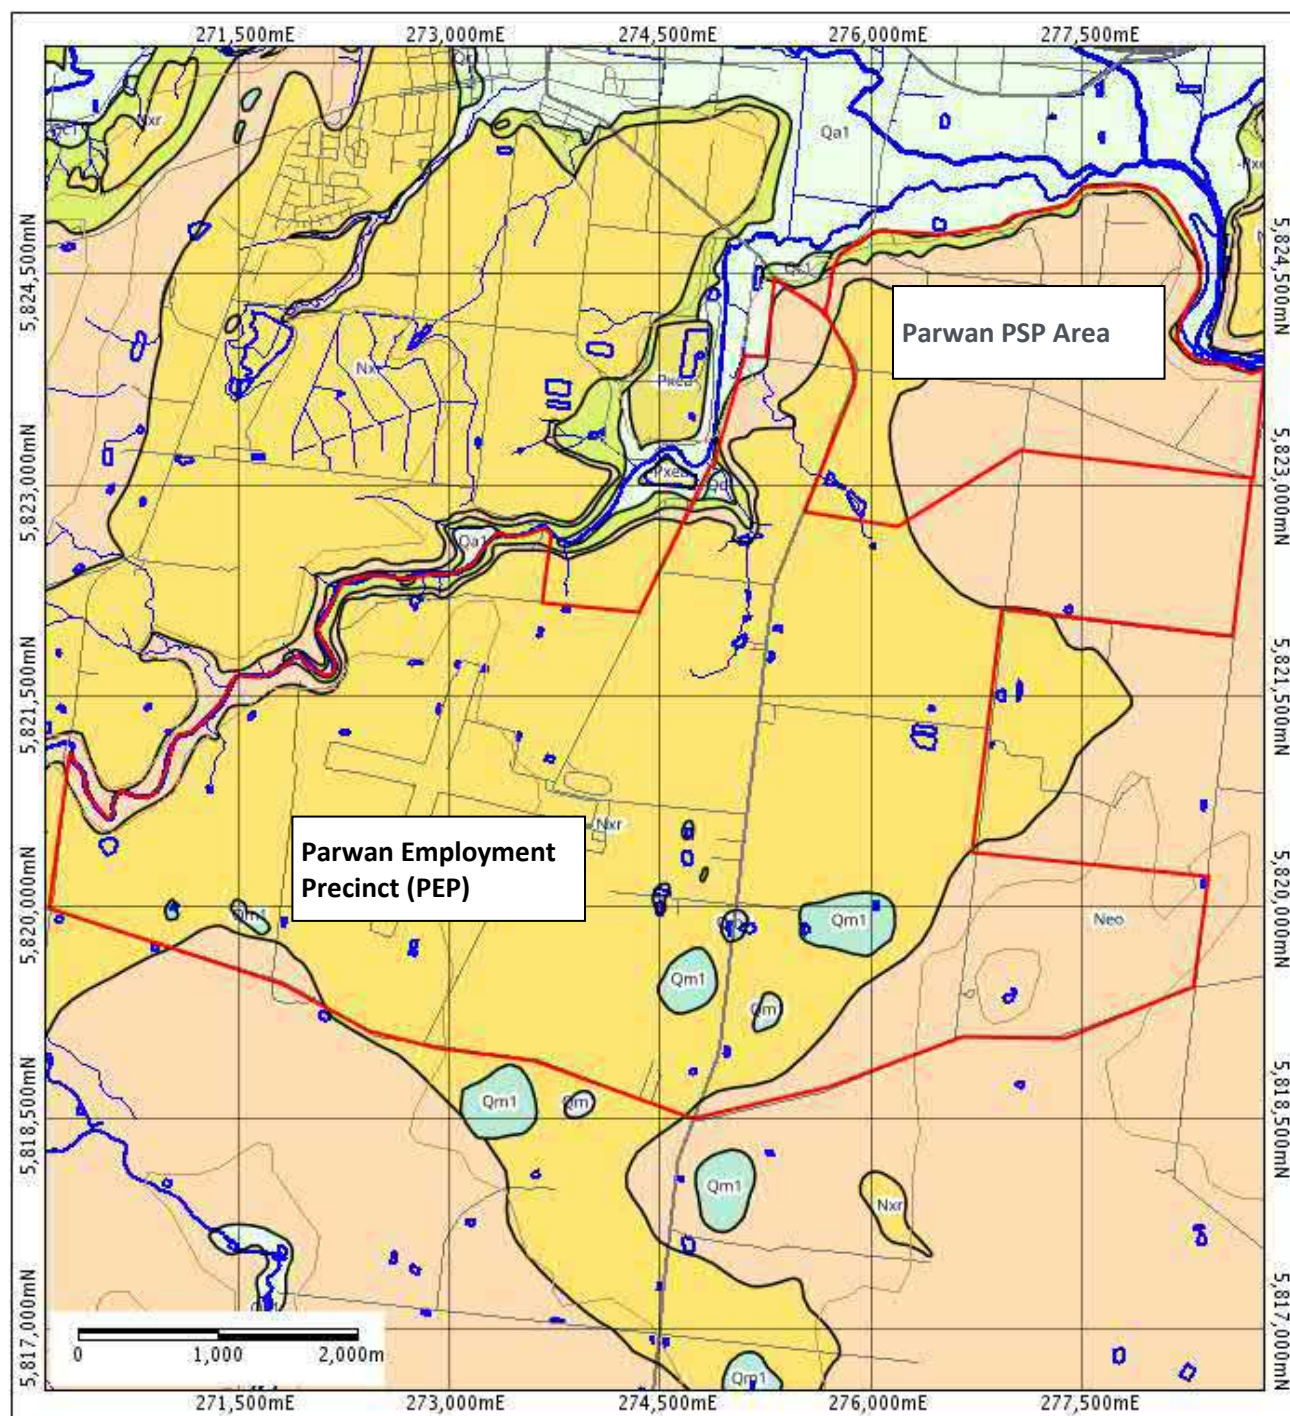 271,500mE 273,000mE 274,500mE 276,000mE 277,500mE
Nxr
Qa1
5,824,500mN
5,824,500mN
Qc1
Parwan PSP Area
Nxr
Pxea
5,823,000mN
5,823,000mN
Pxea
Qa1
5,821,500mN
5,821,500mN
Nxr
Parwan Employment
Precinct (PEP)
5,820,000mN
5,820,000mN
Qm1
Qm1
Neo
Qm1
Qm
5,818,500mN
5,818,500mN
Qm1
Qm
Qm1
Nxr
5,817,000mN
5,817,000mN
0 1,000 2,000m
Qm1
271,500mE 273,000mE 274,500mE 276,000mE 277,500mE